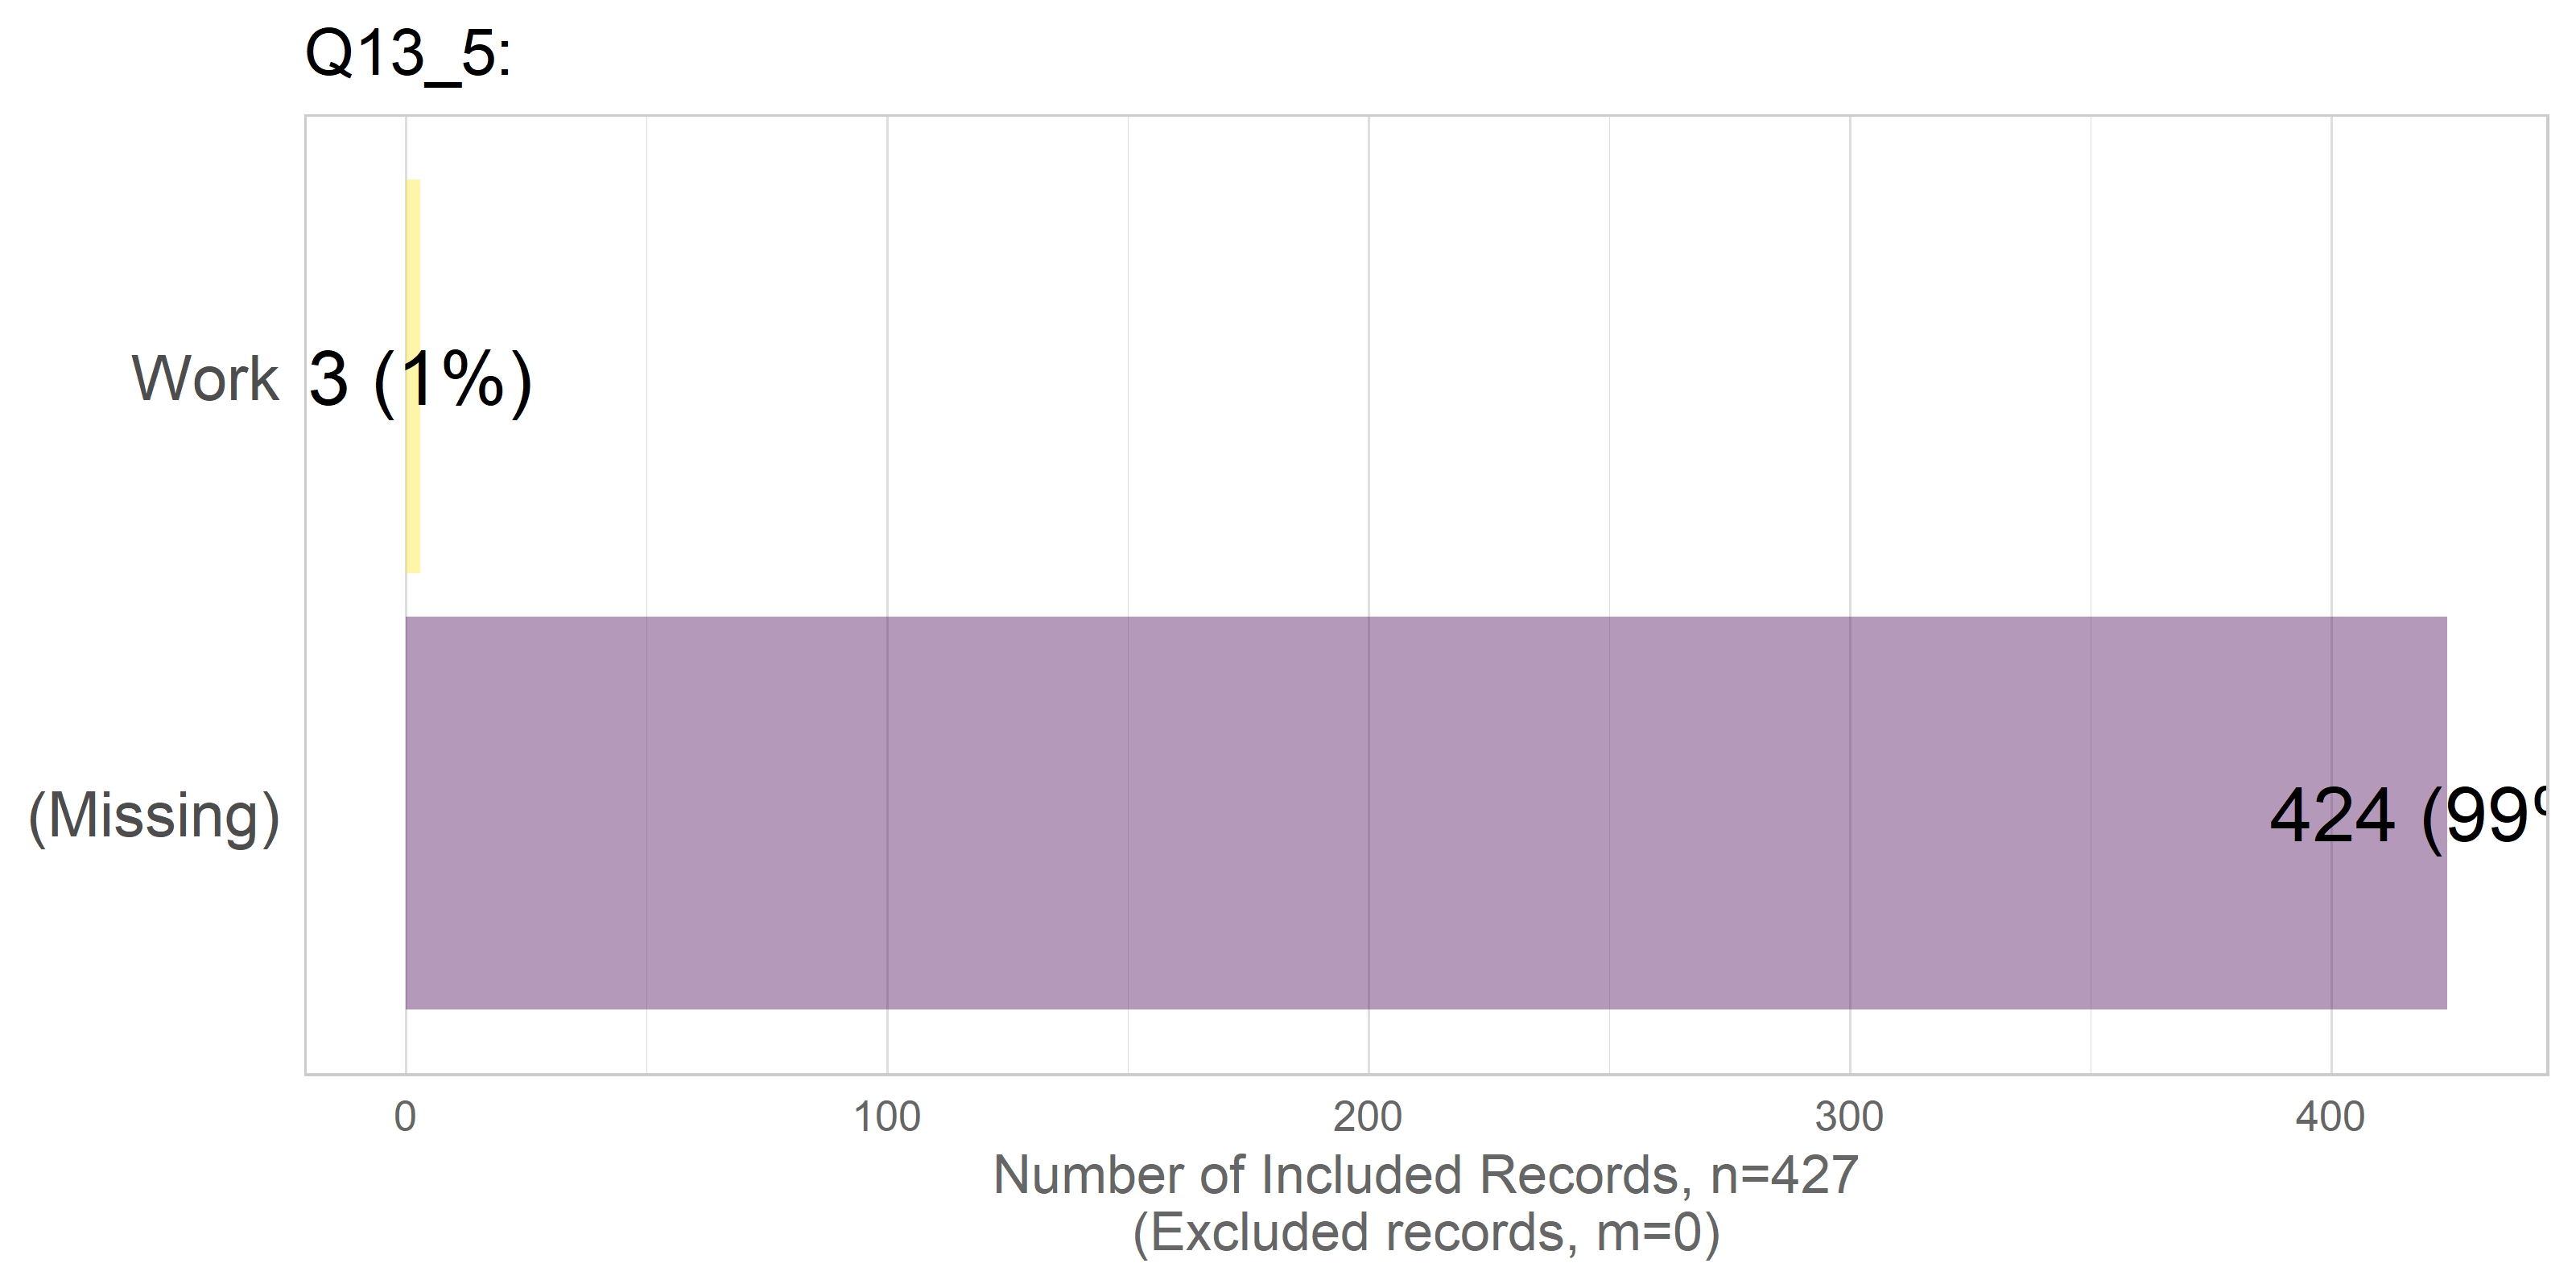 Q13_5:
Work
3 (1%)
(Missing)
424 (99%
0 100 200 300 400
Number of Included Records, n=427
(Excluded records, m=0)